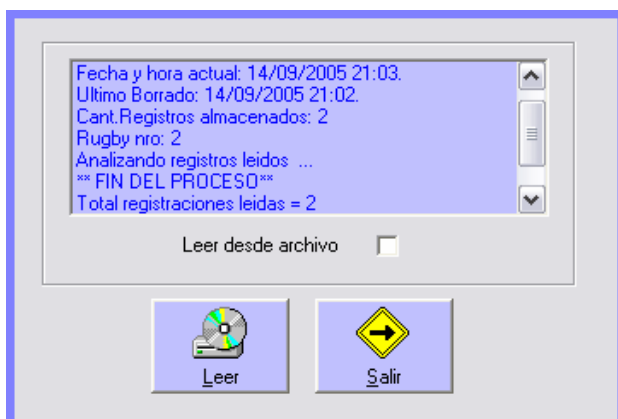 Fecha y hora actual: 14/09/2005 21:03.
Ultimo Borrado: 14/09/2005 21:02.
Cant.Registros almacenados: 2
Rugby nro: 2
Analizando registros leidos ...
** FIN DEL PROCESO**
Total registraciones leidas = 2
Leer desde archivo
Leer
Salir